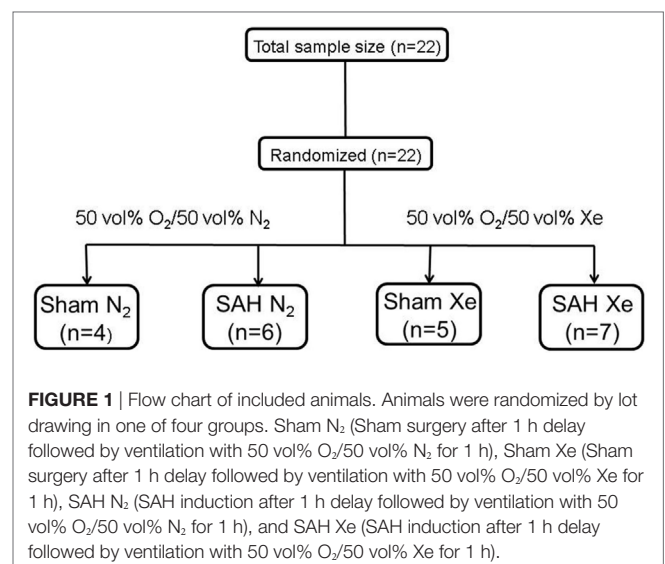 Total sample size (n=22)
Randomized (n=22)
50 vol% O₂/50 vol% N₂
50 vol% O₂/50 vol% Xe
Sham N₂
(n=4)
SAH N₂
(n=6)
Sham Xe
(n=5)
SAH Xe
(n=7)
FIGURE 1 | Flow chart of included animals. Animals were randomized by lot
drawing in one of four groups. Sham N₂ (Sham surgery after 1 h delay
followed by ventilation with 50 vol% O₂/50 vol% N₂ for 1 h), Sham Xe (Sham
surgery after 1 h delay followed by ventilation with 50 vol% O₂/50 vol% Xe for
1 h), SAH N₂ (SAH induction after 1 h delay followed by ventilation with 50
vol% O₂/50 vol% N₂ for 1 h), and SAH Xe (SAH induction after 1 h delay
followed by ventilation with 50 vol% O₂/50 vol% Xe for 1 h).